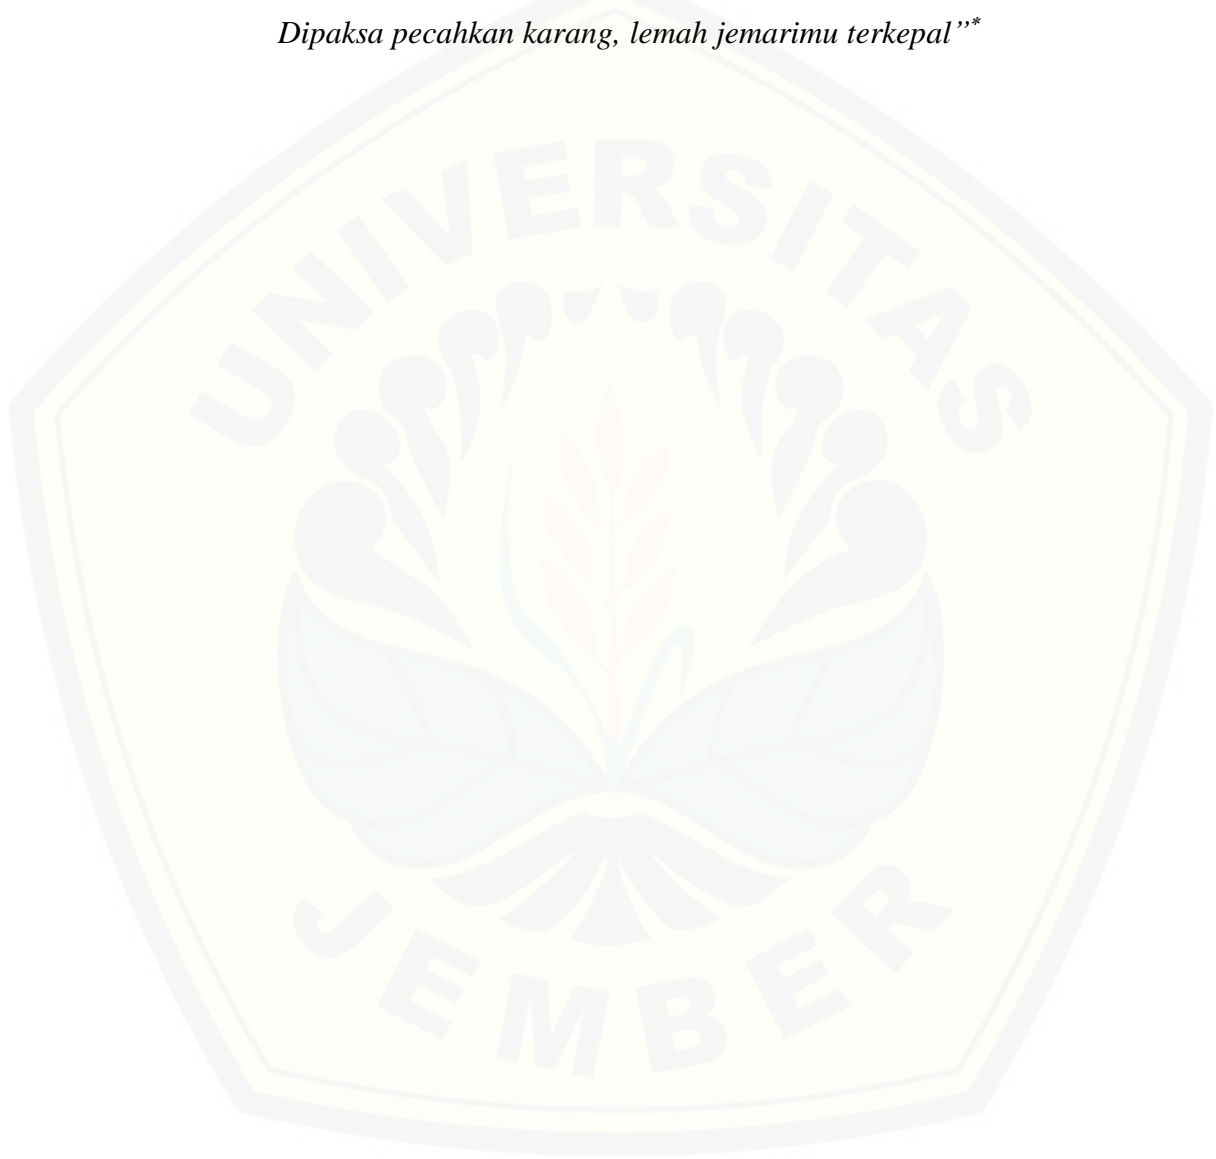 Dipaksa pecahkan karang, lemah jemarimu terkepal”*
UNIVERSITAS
JEMBER